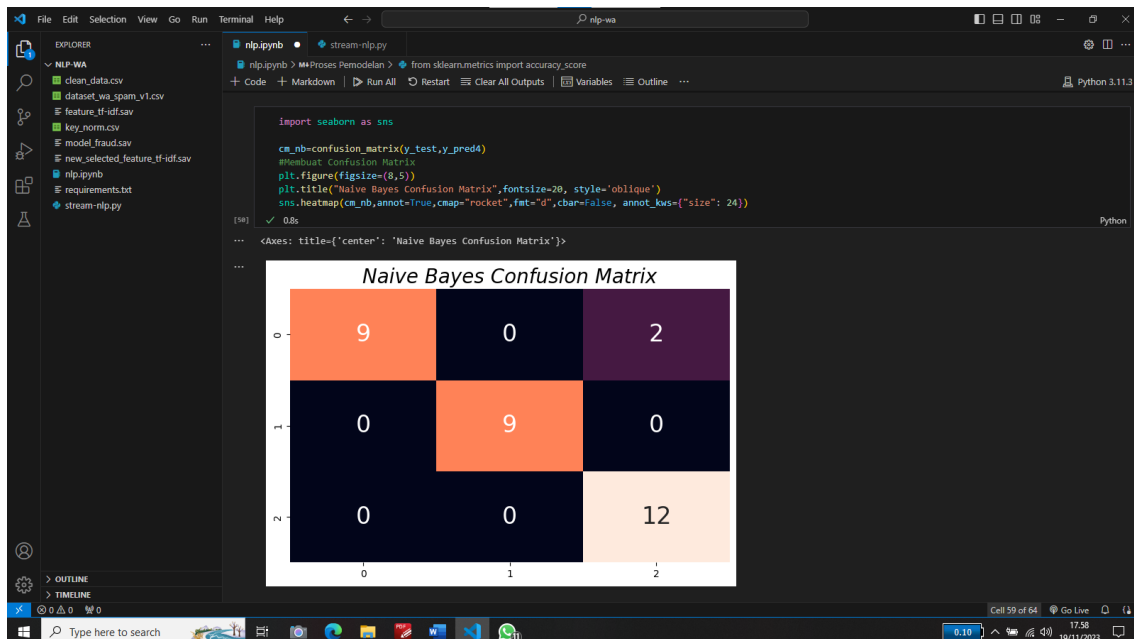 File Edit Selection View Go Run Terminal Help
nlp-wa
EXPLORER
NLP-WA
clean_data.csv
dataset_wa_spam_v1.csv
feature_tf-idf.sav
key_norm.csv
model_fraud.sav
new_selected_feature_tf-idf.sav
nlp.ipynb
requirements.txt
stream-nlp.py
OUTLINE
TIMELINE
nlp.ipynb stream-nlp.py
nlp.ipynb > M↓Proses Pemodelan > from sklearn.metrics import accuracy_score
+ Code + Markdown Run All Restart Clear All Outputs Variables Outline ... Python 3.11.3
import seaborn as sns
cm_nb=confusion_matrix(y_test,y_pred4)
#Membuat Confusion Matrix
plt.figure(figsize=(8,5))
plt.title("Naive Bayes Confusion Matrix",fontsize=20, style='oblique')
sns.heatmap(cm_nb,annot=True,cmap="rocket",fmt="d",cbar=False, annot_kws={"size": 24})
[58] ✓ 0.8s Python
<Axes: title={'center': 'Naive Bayes Confusion Matrix'}>
Naive Bayes Confusion Matrix
0 9 0 2
1 0 9 0
2 0 0 12
0 1 2
0 0 0 Cell 59 of 64 Go Live
Type here to search
0.10
17.58
19/11/2023